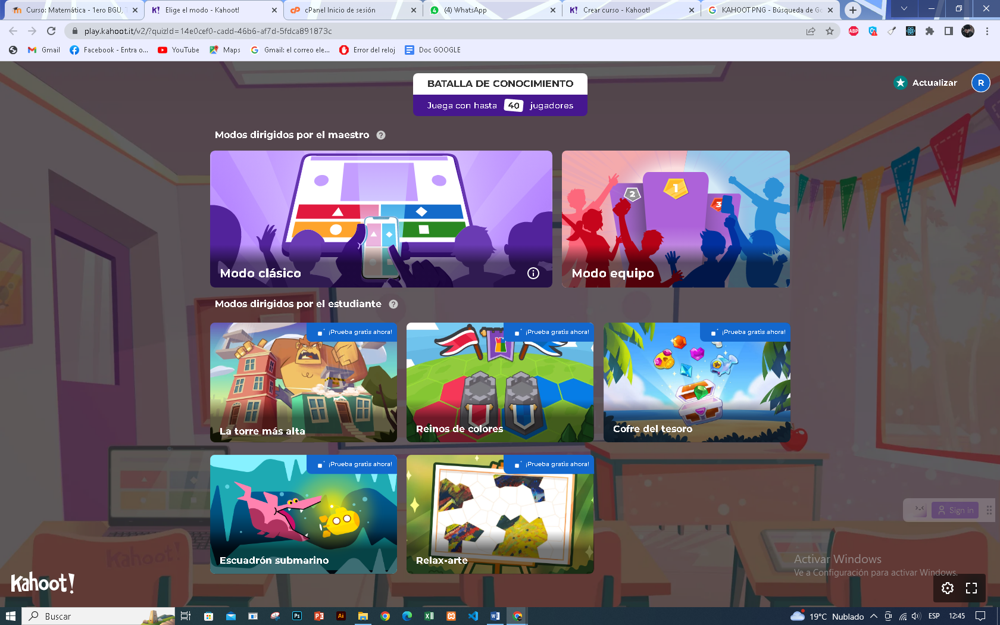 Curso: Matemática - 1ero BGU,
Elige el modo - Kahoot!
cPanel Inicio de sesión
(4) WhatsApp
Crear curso - Kahoot!
KAHOOT PNG - Búsqueda de Go
play.kahoot.it/v2/?quizId=14e0cef0-cadd-46b6-af7d-5fdca891873c
ABP
Gmail
Facebook - Entra o...
YouTube
Maps
Gmail: el correo ele...
Error del reloj
Doc GOOGLE
BATALLA DE CONOCIMIENTO
Juega con hasta 40 jugadores
Actualizar
R
Modos dirigidos por el maestro ?
2
1
3
Modo clásico
Modo equipo
Modos dirigidos por el estudiante ?
¡Prueba gratis ahora!
¡Prueba gratis ahora!
¡Prueba gratis ahora!
La torre más alta
Reinos de colores
Cofre del tesoro
¡Prueba gratis ahora!
¡Prueba gratis ahora!
Sign in
Escuadrón submarino
Relax-arte
Kahoot!
Activar Windows
Ve a Configuración para activar Windows.
Kahoot!
Buscar
19°C Nublado
ESP
12:45